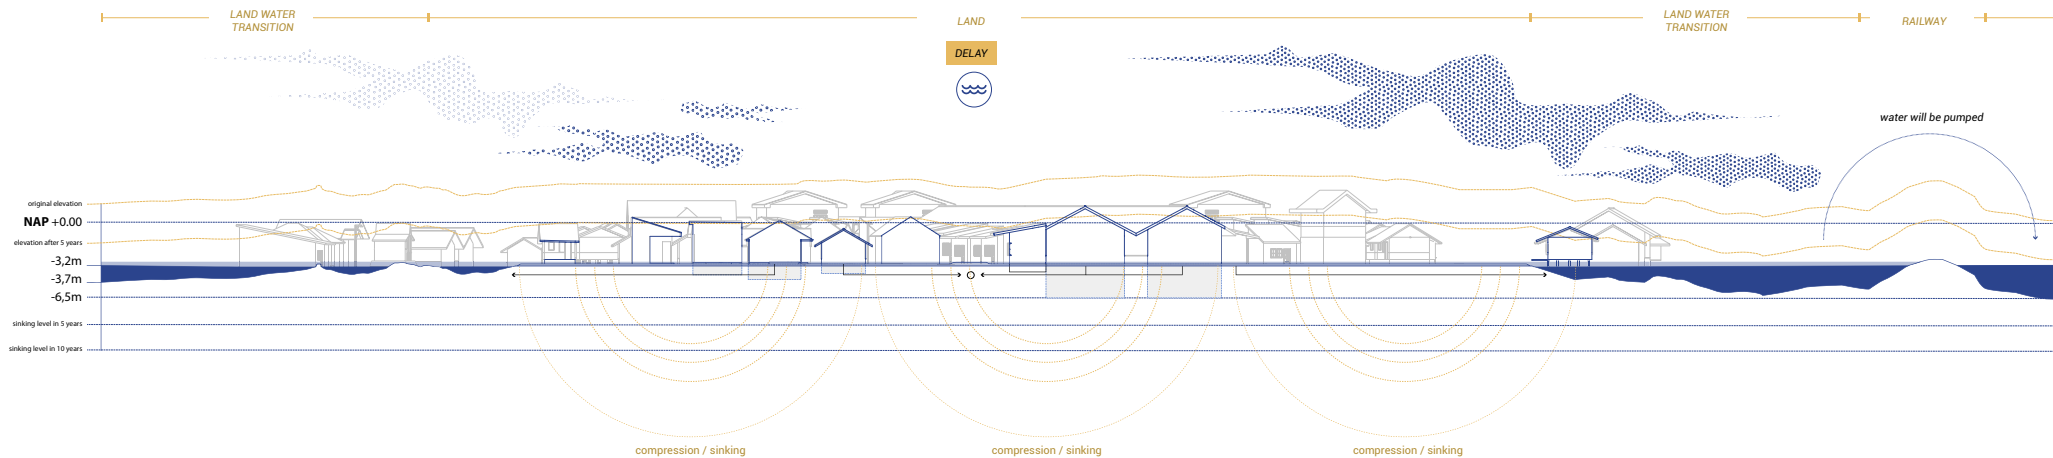 LAND WATER
TRANSITION
LAND
LAND WATER
TRANSITION
RAILWAY
DELAY
water will be pumped
original elevation
NAP +0.00
elevation after 5 years
-3,2m
-3,7m
-6,5m
sinking level in 5 years
sinking level in 10 years
compression / sinking
compression / sinking
compression / sinking